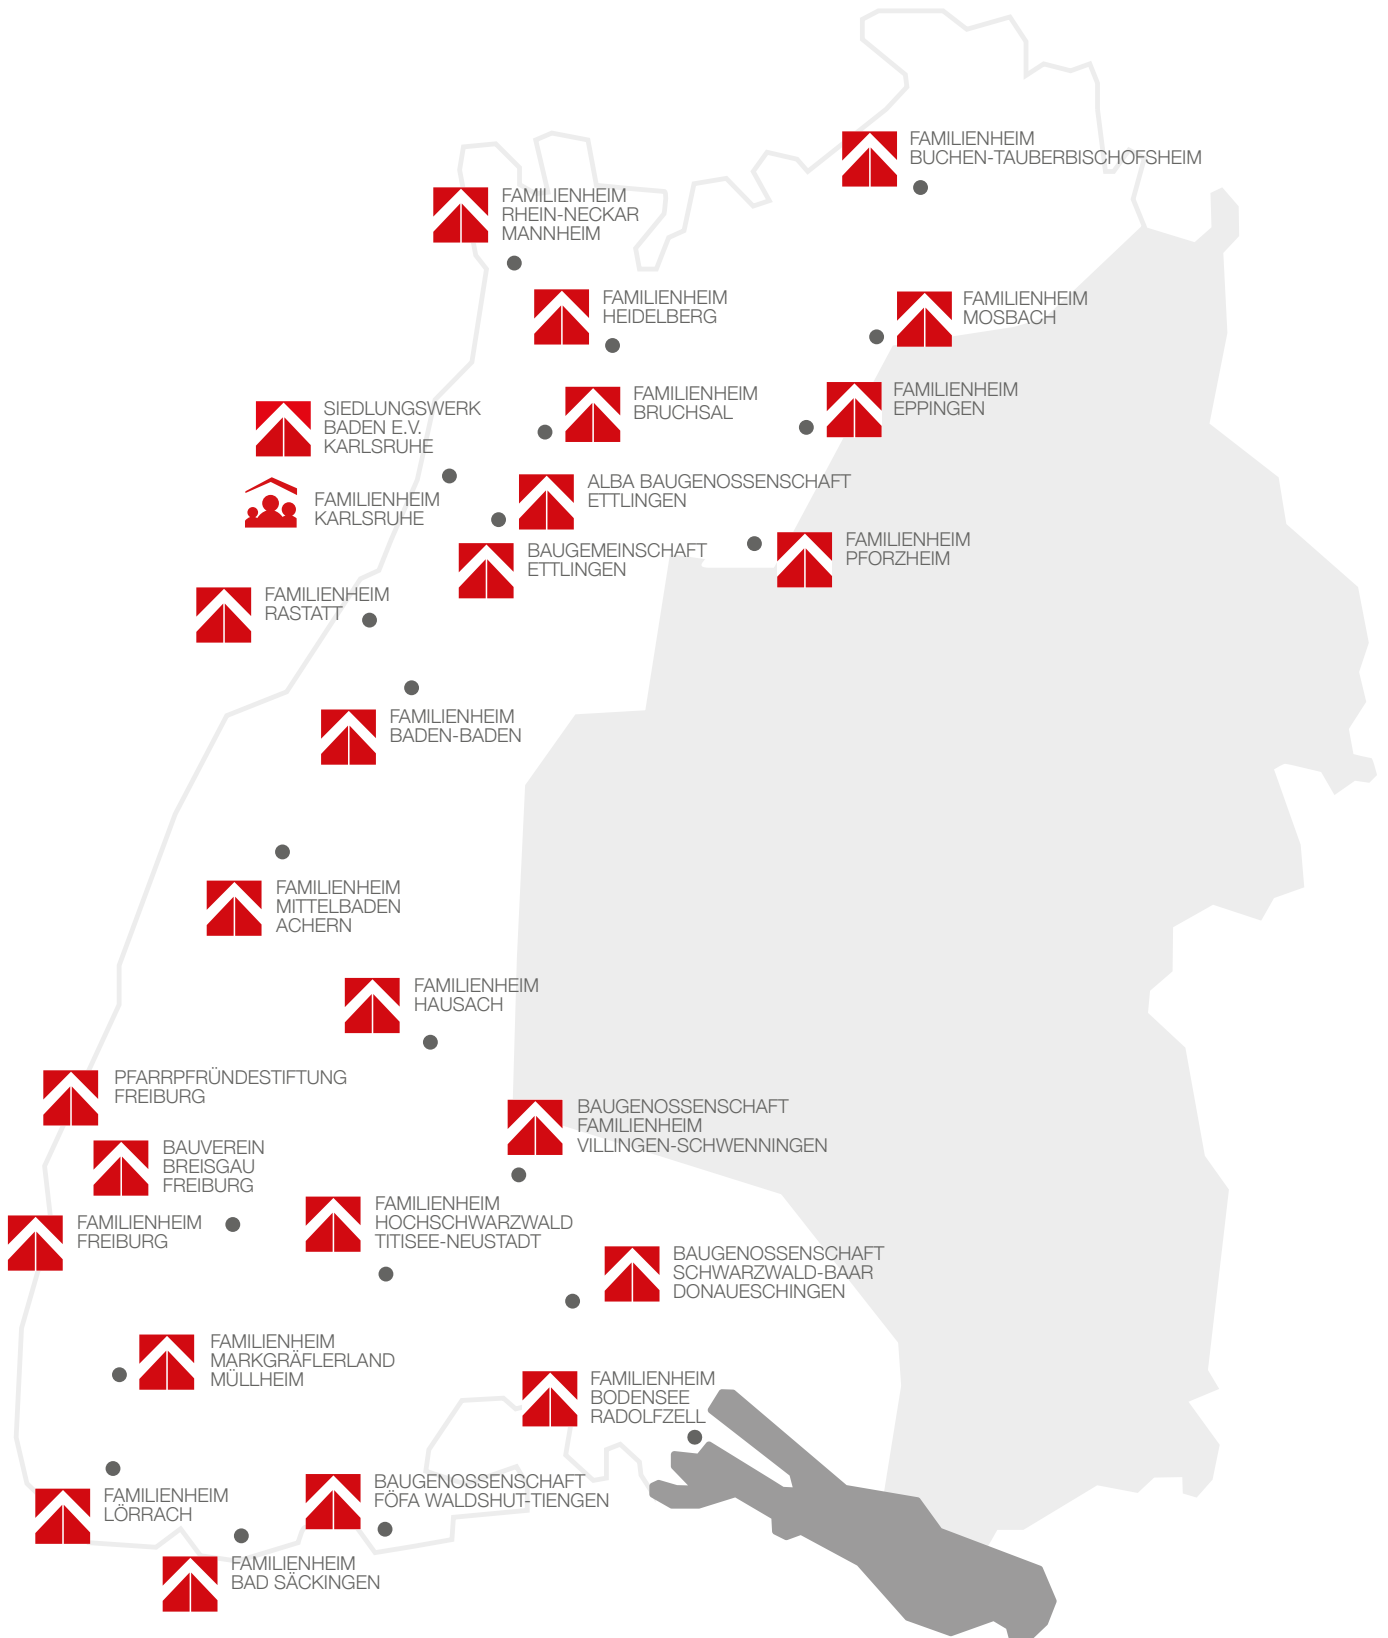 FAMILIENHEIM
BUCHEN-TAUBERBISCHOFSHEIM
FAMILIENHEIM
RHEIN-NECKAR
MANNHEIM
FAMILIENHEIM
HEIDELBERG
FAMILIENHEIM
MOSBACH
FAMILIENHEIM
BRUCHSAL
FAMILIENHEIM
EPPINGEN
SIEDLUNGSWERK
BADEN E.V.
KARLSRUHE
FAMILIENHEIM
KARLSRUHE
ALBA BAUGENOSSENSCHAFT
ETTLINGEN
BAUGEMEINSCHAFT
ETTLINGEN
FAMILIENHEIM
PFORZHEIM
FAMILIENHEIM
RASTATT
FAMILIENHEIM
BADEN-BADEN
FAMILIENHEIM
MITTELBADEN
ACHERN
FAMILIENHEIM
HAUSACH
PFARRPFRÜNDESTIFTUNG
FREIBURG
BAUGENOSSENSCHAFT
FAMILIENHEIM
VILLINGEN-SCHWENNINGEN
BAUVEREIN
BREISGAU
FREIBURG
FAMILIENHEIM
HOCHSCHWARZWALD
TITISEE-NEUSTADT
FAMILIENHEIM
FREIBURG
BAUGENOSSENSCHAFT
SCHWARZWALD-BAAR
DONAUESCHINGEN
FAMILIENHEIM
MARKGRÄFLERLAND
MÜLLHEIM
FAMILIENHEIM
BODENSEE
RADOLFZELL
BAUGENOSSENSCHAFT
FÖFA WALDSHUT-TIENGEN
FAMILIENHEIM
LÖRRACH
FAMILIENHEIM
BAD SÄCKINGEN